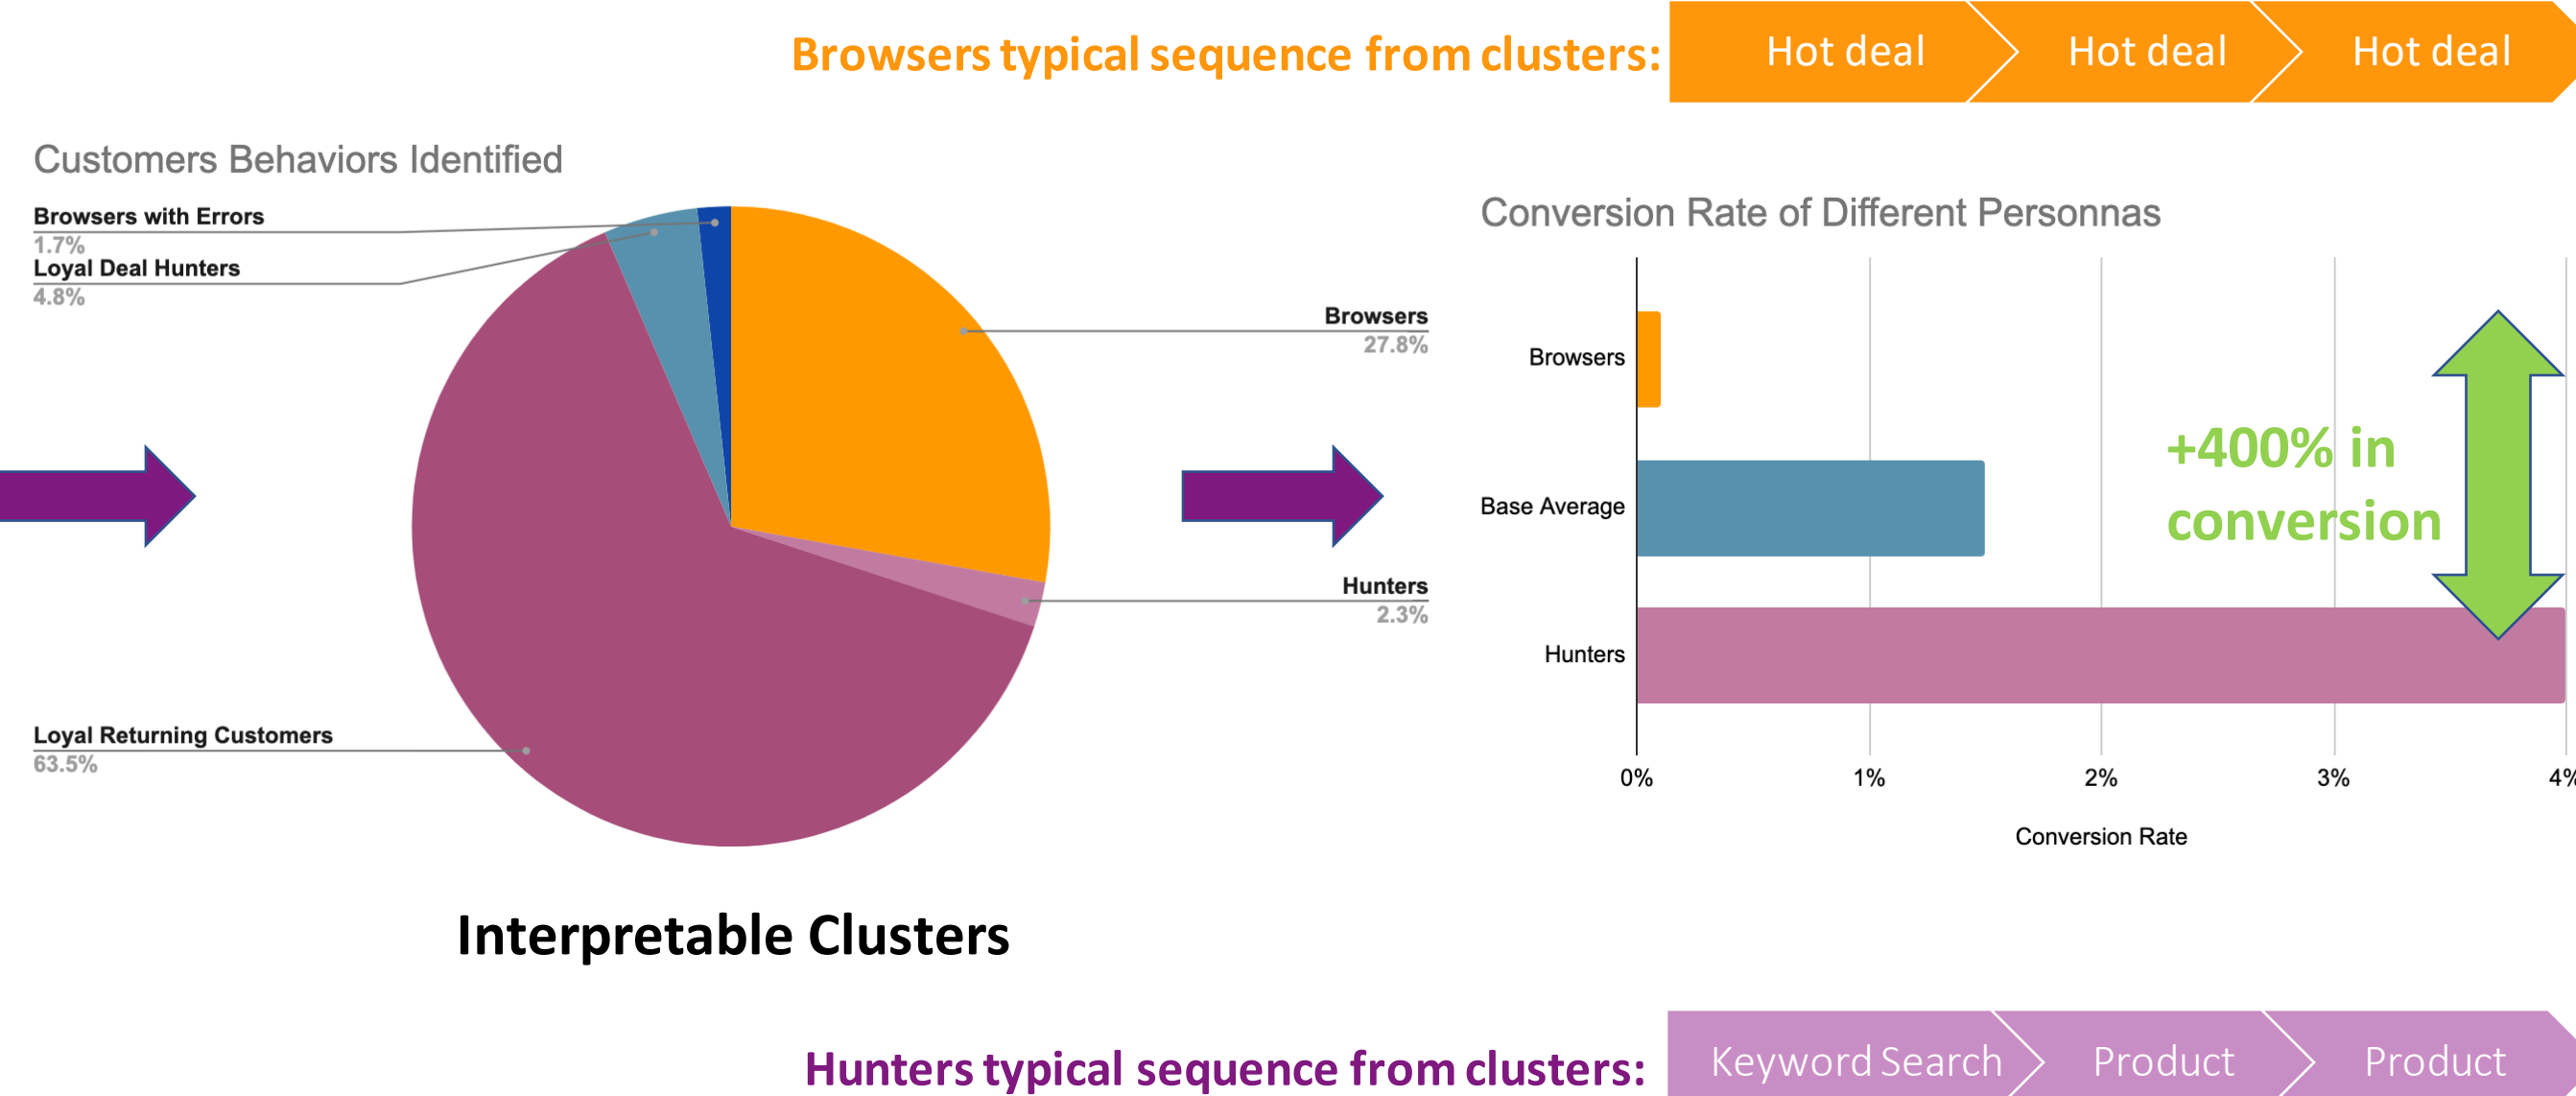 Browsers typical sequence from clusters:
Hot deal
Hot deal
Hot deal
Customers Behaviors Identified
Browsers with Errors
1.7%
Loyal Deal Hunters
4.8%
Browsers
27.8%
Hunters
2.3%
Loyal Returning Customers
63.5%
Interpretable Clusters
Conversion Rate of Different Personnas
Browsers
Base Average
Hunters
+400% in
conversion
0%
1%
2%
3%
4%
Conversion Rate
Hunters typical sequence from clusters:
Keyword Search
Product
Product